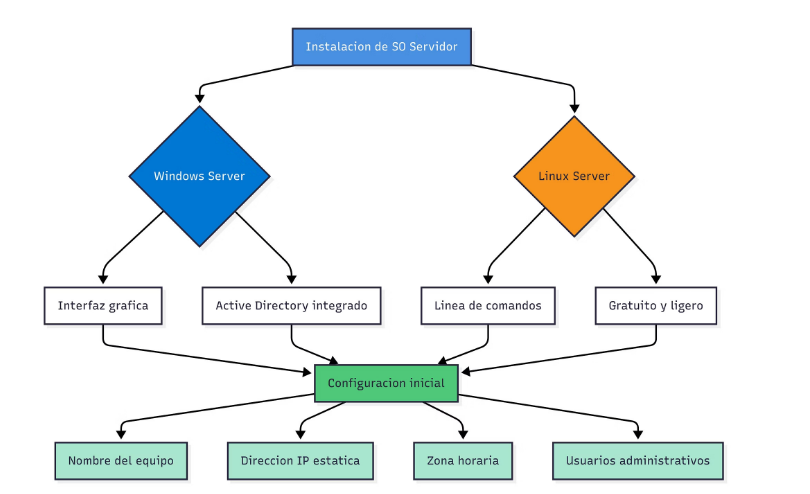 Instalacion de SO Servidor
Windows Server
Linux Server
Interfaz grafica
Active Directory integrado
Linea de comandos
Gratuito y ligero
Configuracion inicial
Nombre del equipo
Direccion IP estatica
Zona horaria
Usuarios administrativos